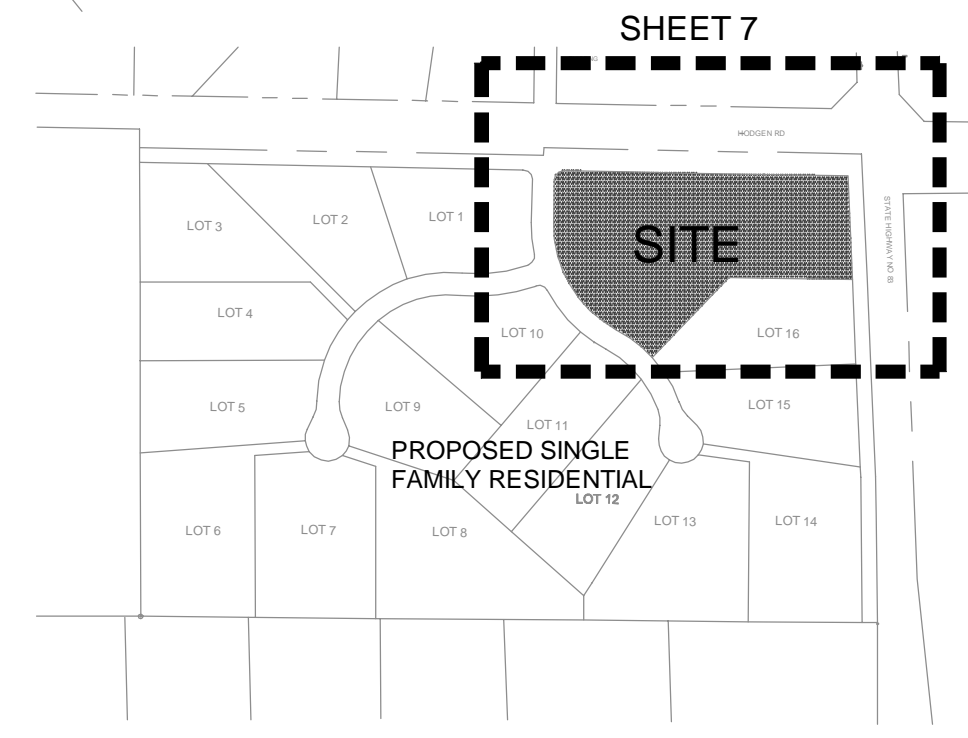 SHEET 7
HODGEN RD
STATE HIGHWAY NO 83
SITE
LOT 3
LOT 2
LOT 1
LOT 4
LOT 10
LOT 16
LOT 5
LOT 9
LOT 11
LOT 15
PROPOSED SINGLE
FAMILY RESIDENTIAL
LOT 12
LOT 6
LOT 7
LOT 8
LOT 13
LOT 14